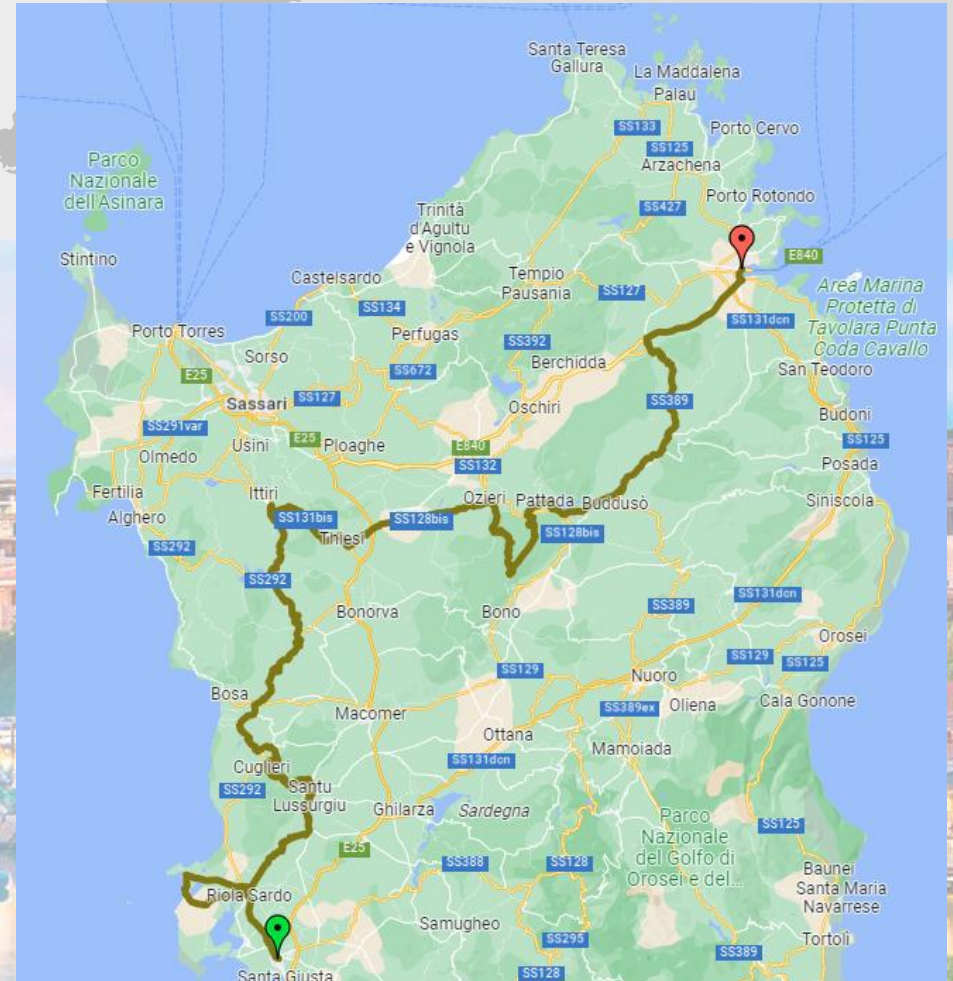 Santa Teresa
Gallura
La Maddalena
Palau
SS133
Porto Cervo
SS125
Arzachena
Parco
Nazionale
dell'Asinara
Porto Rotondo
SS427
Trinità
d'Agultu
e Vignola
Stintino
E840
Castelsardo
Tempio
Pausania
SS127
Area Marina
Protetta di
Tavolara Punta
Coda Cavallo
SS134
SS200
SS131dcn
Porto Torres
Perfugas
SS392
Sorso
Berchidda
San Teodoro
E25
SS672
Sassari
SS127
SS389
Oschiri
Budoni
SS291var
Usini
E25
Ploaghe
E840
SS125
Olmedo
SS132
Posada
Fertilia
Ittiri
Ozieri
Pattada
Buddusò
Siniscola
Alghero
SS131bis
SS128bis
Thiesi
SS128bis
SS292
SS292
SS131dcn
Bonorva
Bono
SS389
Orosei
SS129
SS129
SS125
Nuoro
Bosa
SS389ex
Oliena
Cala Gonone
Macomer
Ottana
Mamoiada
Cuglieri
SS131dcn
SS292
Santu
Lussurgiu
Ghilarza
Sardegna
Parco
Nazionale
del Golfo di
Orosei e del...
SS125
E25
SS388
SS128
Baunei
Santa Maria
Navarrese
Riola Sardo
Samugheo
SS295
Tortolì
SS389
Santa Giusta
SS128